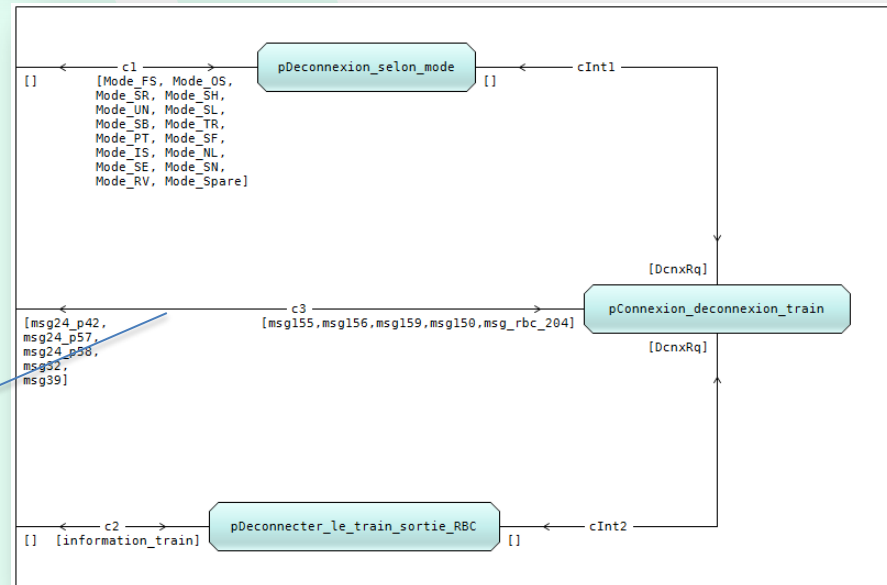 c1
pDeconnexion_selon_mode
cInt1
[]
[Mode_FS, Mode_OS,
Mode_SR, Mode_SH,
Mode_UN, Mode_SL,
Mode_SB, Mode_TR,
Mode_PT, Mode_SF,
Mode_IS, Mode_NL,
Mode_SE, Mode_SN,
Mode_RV, Mode_Spare]
[]
[DcnxRq]
c3
pConnexion_deconnexion_train
[msg24_p42,
msg24_p57,
msg24_p58,
msg32,
msg39]
[msg155,msg156,msg159,msg150,msg_rbc_204]
[DcnxRq]
c2
pDeconnecter_le_train_sortie_RBC
cInt2
[]
[information_train]
[]